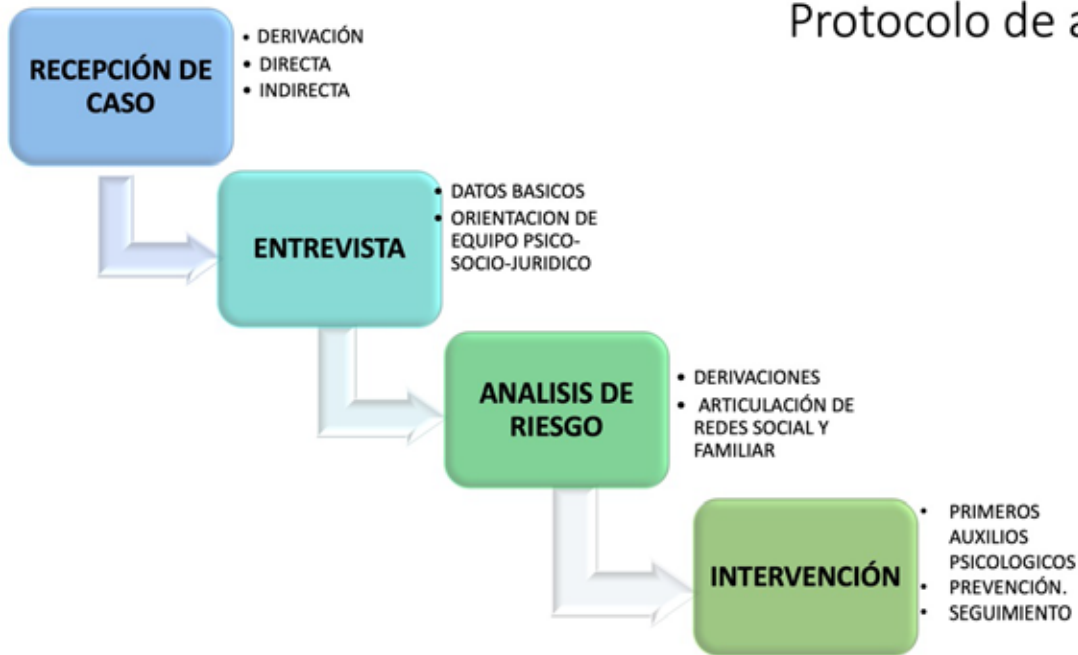 Protocolo de a
RECEPCIÓN DE
CASO
• DERIVACIÓN
• DIRECTA
• INDIRECTA
ENTREVISTA
• DATOS BASICOS
• ORIENTACION DE
EQUIPO PSICO-
SOCIO-JURIDICO
ANALISIS DE
RIESGO
• DERIVACIONES
• ARTICULACIÓN DE
REDES SOCIAL Y
FAMILIAR
INTERVENCIÓN
• PRIMEROS
AUXILIOS
PSICOLOGICOS
• PREVENCIÓN.
• SEGUIMIENTO